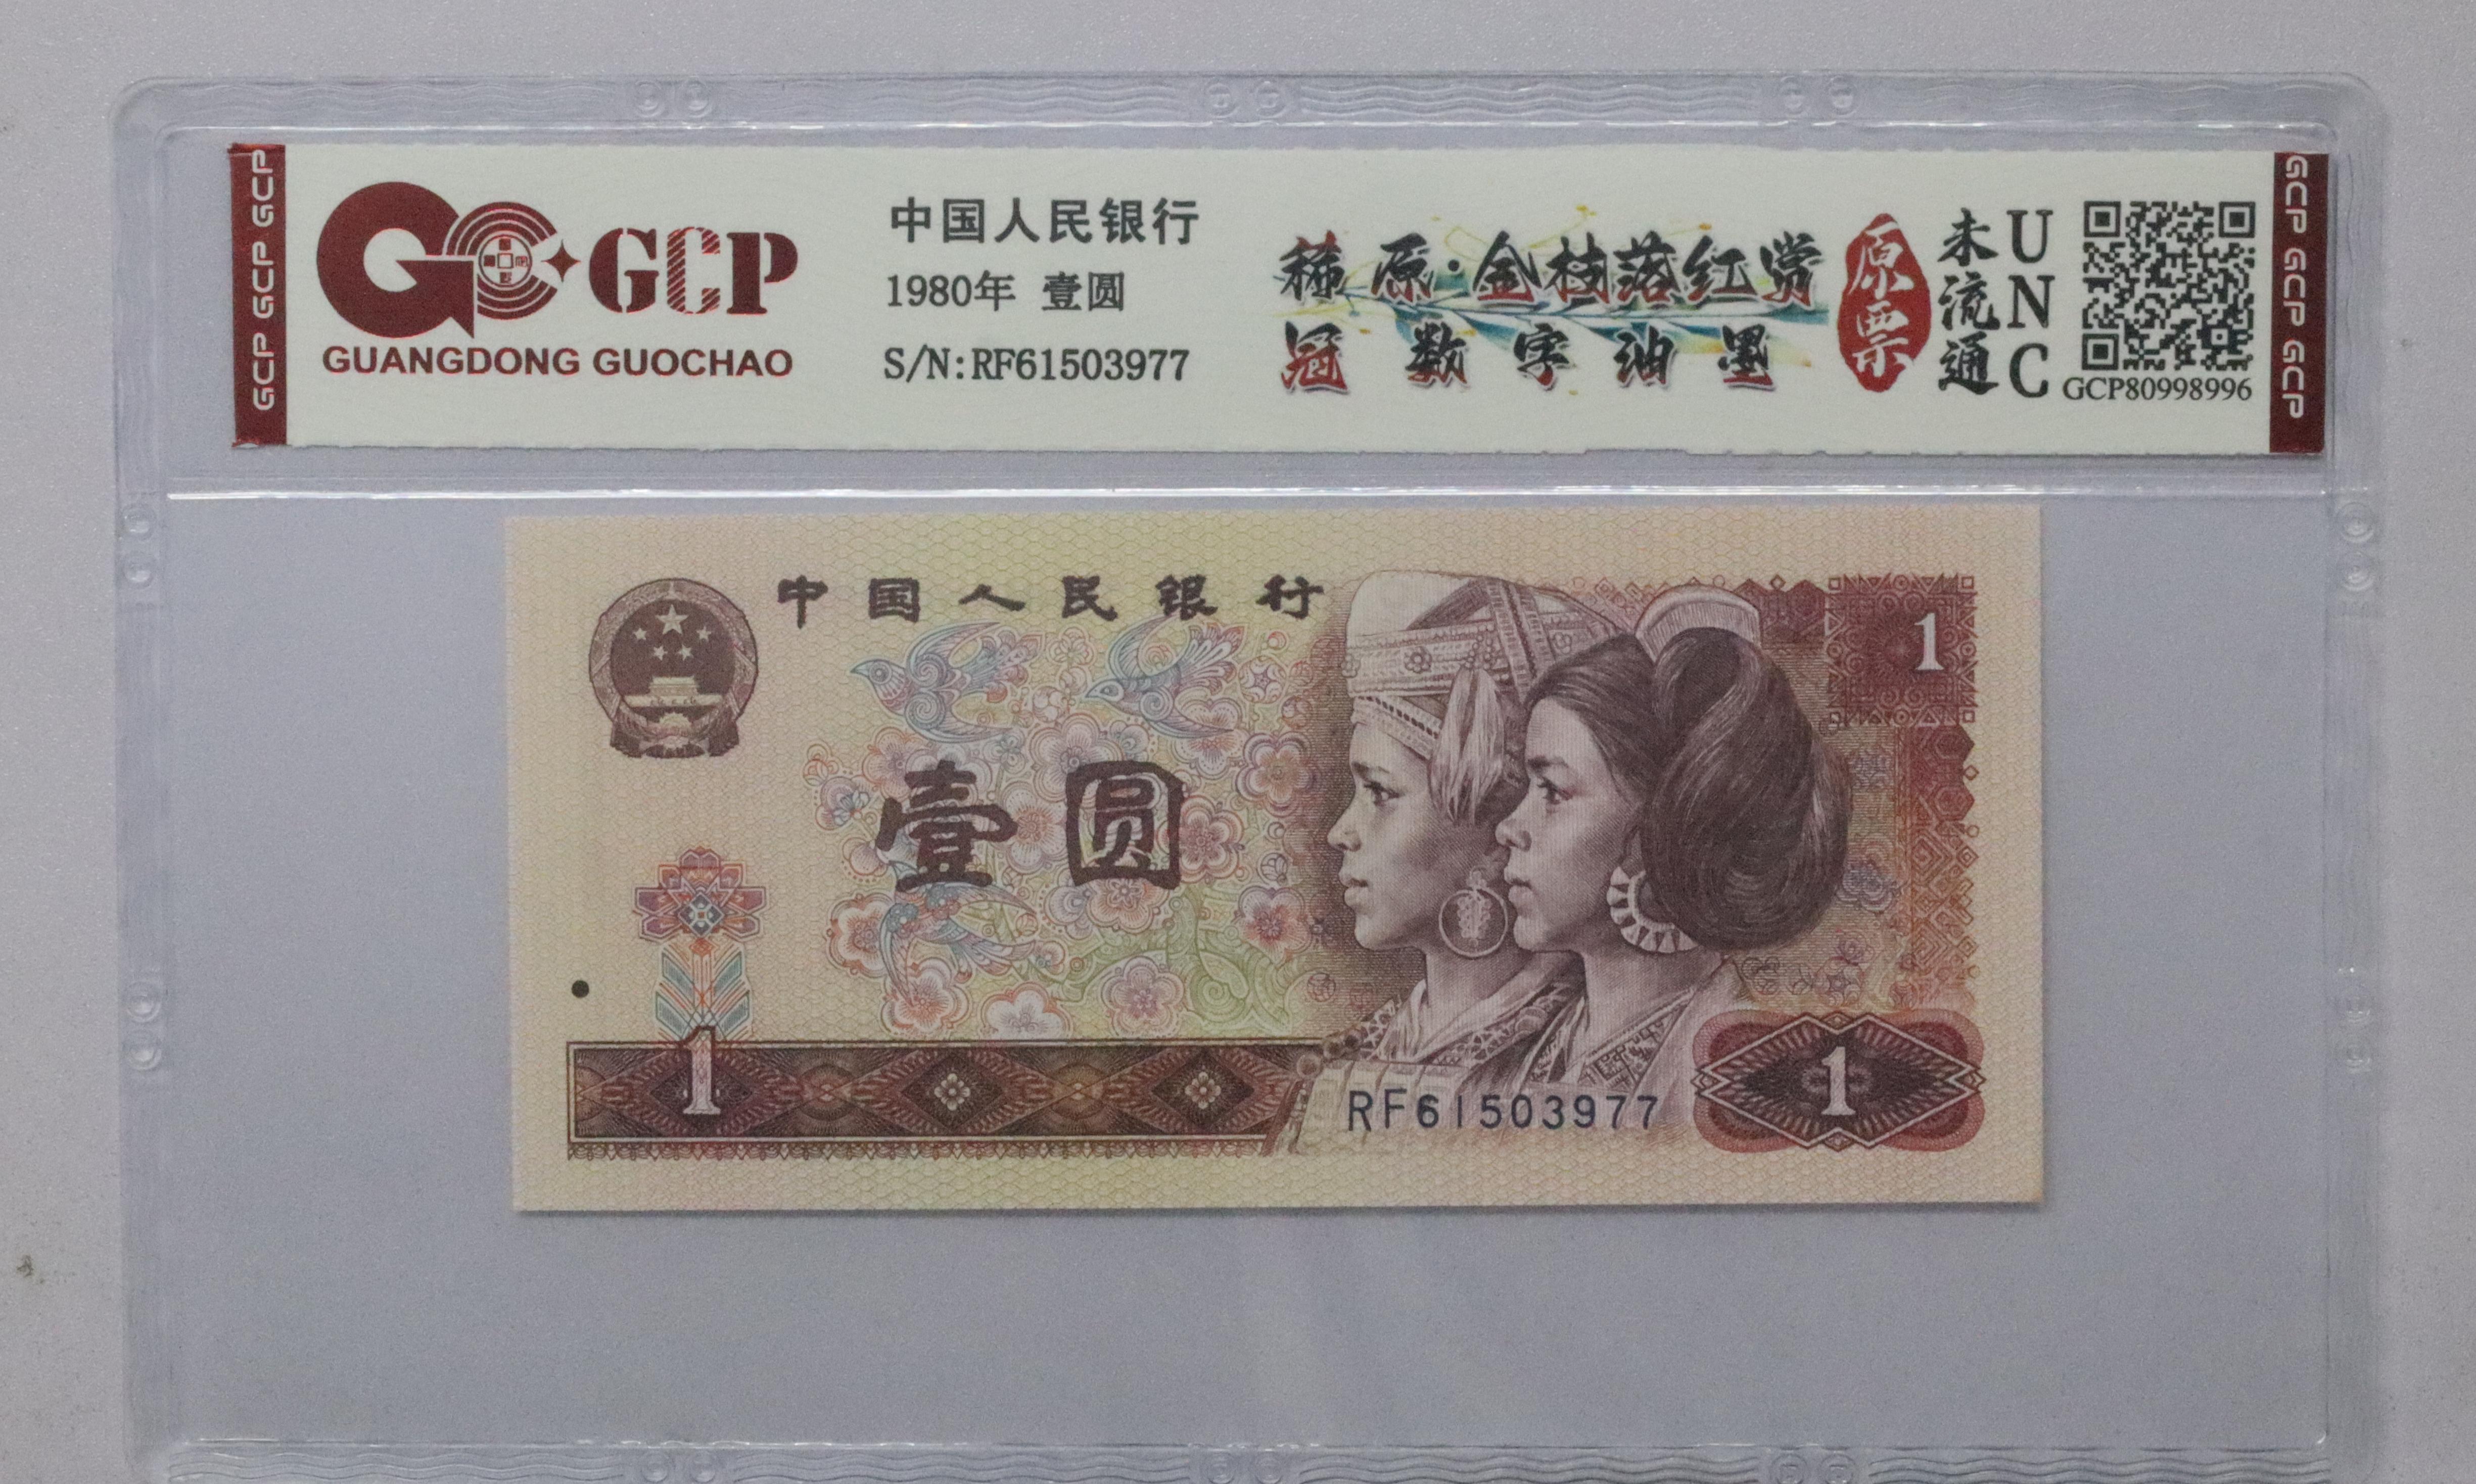 GCP GCP GCP
GCP
GUANGDONG GUOCHAO
中国人民银行
1980年 壹圆
S/N:RF61503977
稀原·金枝落红赏
冠数字油墨
原票
未流通
UNC
GCP80998996
GCP GCP GCP
中国人民银行
1
壹圆
1
RF61503977
1